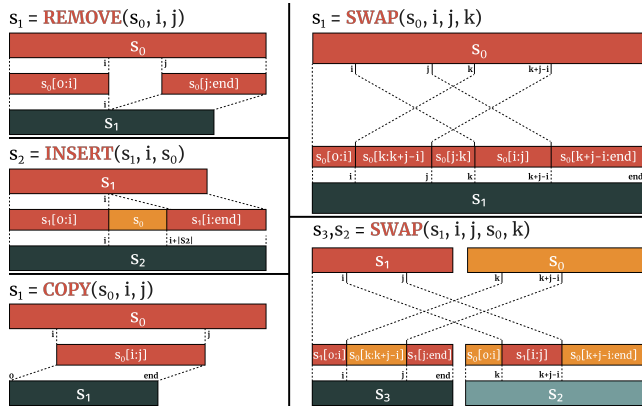 s₁ = REMOVE(s₀, i, j)
s₀
i j
s₀[0:i] s₀[j:end]
i
s₁
s₂ = INSERT(s₁, i, s₀)
s₁
i
s₁[0:i] s₀ s₁[i:end]
i i+|s₂|
s₂
s₁ = COPY(s₀, i, j)
s₀
i j
s₀[i:j]
0 end
s₁
s₁ = SWAP(s₀, i, j, k)
s₀
i j k k+j-i
s₀[0:i] s₀[k:k+j-i] s₀[j:k] s₀[i:j] s₀[k+j-i:end]
i j k k+j-i end
s₁
s₃,s₂ = SWAP(s₁, i, j, s₀, k)
s₁ s₀
i j k k+j-i
s₁[0:i] s₀[k:k+j-i] s₁[j:end] s₀[0:i] s₁[i:j] s₀[k+j-i:end]
i j end k k+j-i
s₃ s₂